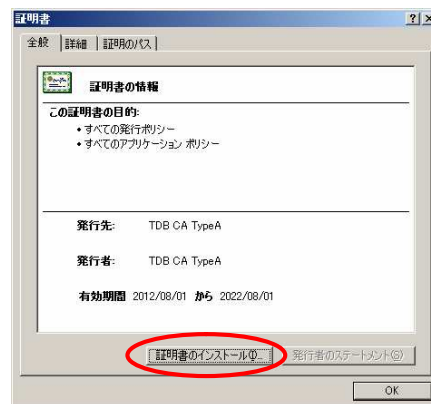 証明書
? x
全般 詳細 証明のパス
証明書の情報
この証明書の目的:
• すべての発行ポリシー
• すべてのアプリケーション ポリシー
発行先: TDB CA TypeA
発行者: TDB CA TypeA
有効期間 2012/08/01 から 2022/08/01
証明書のインストール(I)... 発行者のステートメント(S)
OK